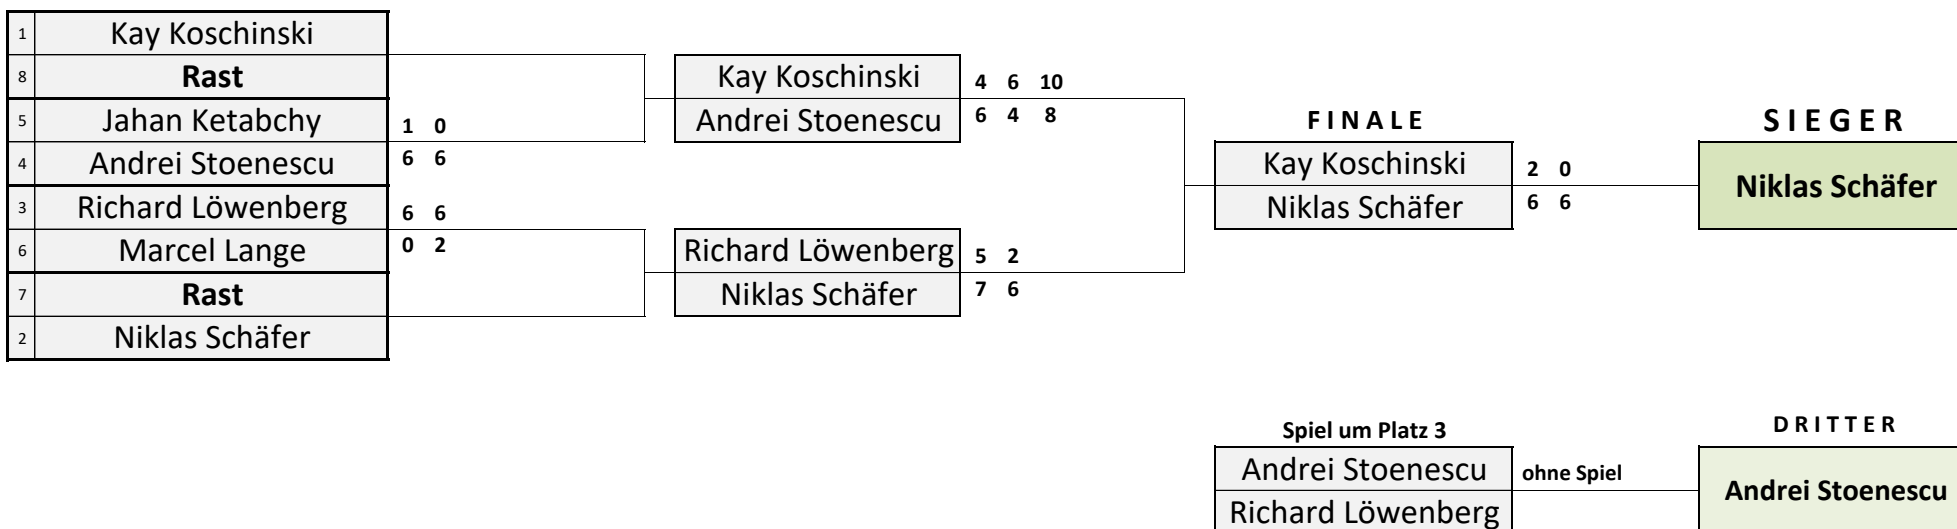 1 Kay Koschinski
8 Rast
5 Jahan Ketabchy 1 0
4 Andrei Stoenescu 6 6
3 Richard Löwenberg 6 6
6 Marcel Lange 0 2
7 Rast
2 Niklas Schäfer
Kay Koschinski 4 6 10
Andrei Stoenescu 6 4 8
Richard Löwenberg 5 2
Niklas Schäfer 7 6
FINALE
Kay Koschinski 2 0
Niklas Schäfer 6 6
SIEGER
Niklas Schäfer
Spiel um Platz 3
Andrei Stoenescu ohne Spiel
Richard Löwenberg
DRITTER
Andrei Stoenescu